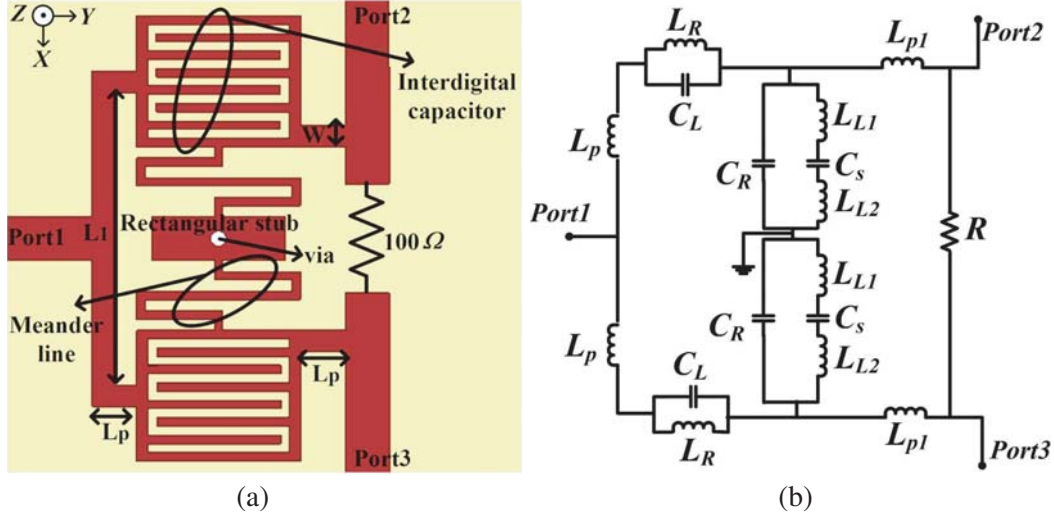 Z
Y
X
Port2
Interdigital
capacitor
W
Port1
L1
Rectangular stub
100Ω
via
Meander
line
Lp
Lp
Port3
(a)
LR
CL
Lp
Lp1
Port2
LL1
CR
Cs
LL2
Port1
R
LL1
CR
Cs
LL2
Lp
CL
LR
Lp1
Port3
(b)